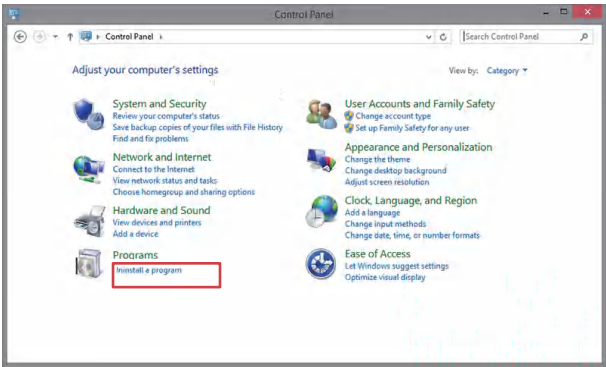 Control Panel
Control Panel
Search Control Panel
Adjust your computer's settings
View by: Category
System and Security
Review your computer's status
Save backup copies of your files with File History
Find and fix problems
Network and Internet
Connect to the Internet
View network status and tasks
Choose homegroup and sharing options
Hardware and Sound
View devices and printers
Add a device
Programs
Uninstall a program
User Accounts and Family Safety
Change account type
Set up Family Safety for any user
Appearance and Personalization
Change the theme
Change desktop background
Adjust screen resolution
Clock, Language, and Region
Add a language
Change input methods
Change date, time, or number formats
Ease of Access
Let Windows suggest settings
Optimize visual display